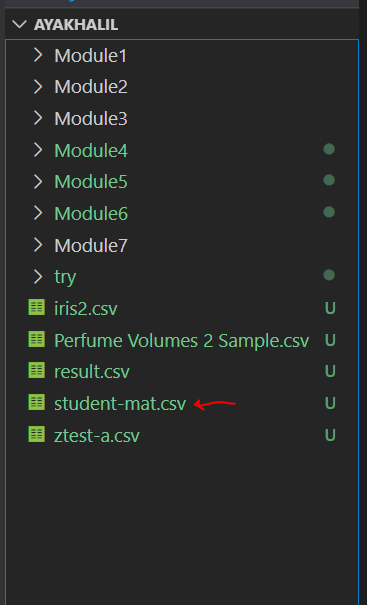 AYAKHALIL
Module1
Module2
Module3
Module4
Module5
Module6
Module7
try
iris2.csv U
Perfume Volumes 2 Sample.csv U
result.csv U
student-mat.csv U
ztest-a.csv U